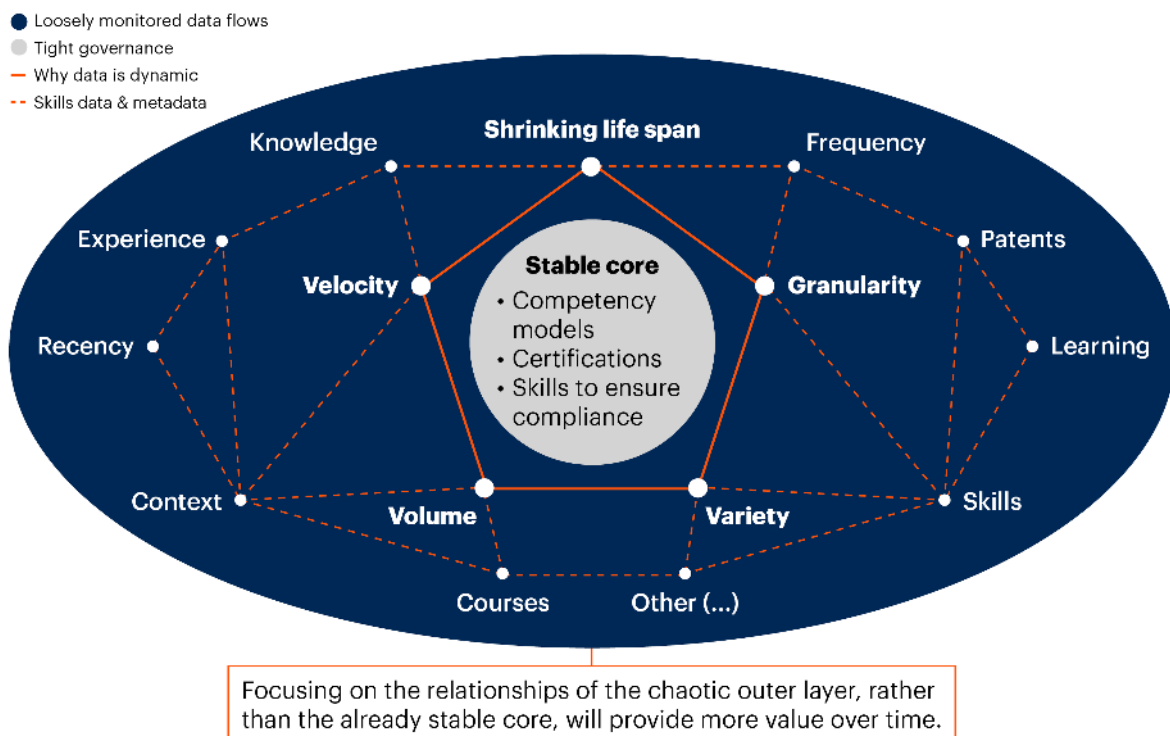 Loosely monitored data flows
Tight governance
Why data is dynamic
Skills data & metadata
Shrinking life span
Knowledge
Frequency
Experience
Patents
Velocity
Stable core
Granularity
• Competency
models
• Certifications
• Skills to ensure
compliance
Recency
Learning
Context
Volume
Variety
Skills
Courses
Other (...)
Focusing on the relationships of the chaotic outer layer, rather
than the already stable core, will provide more value over time.